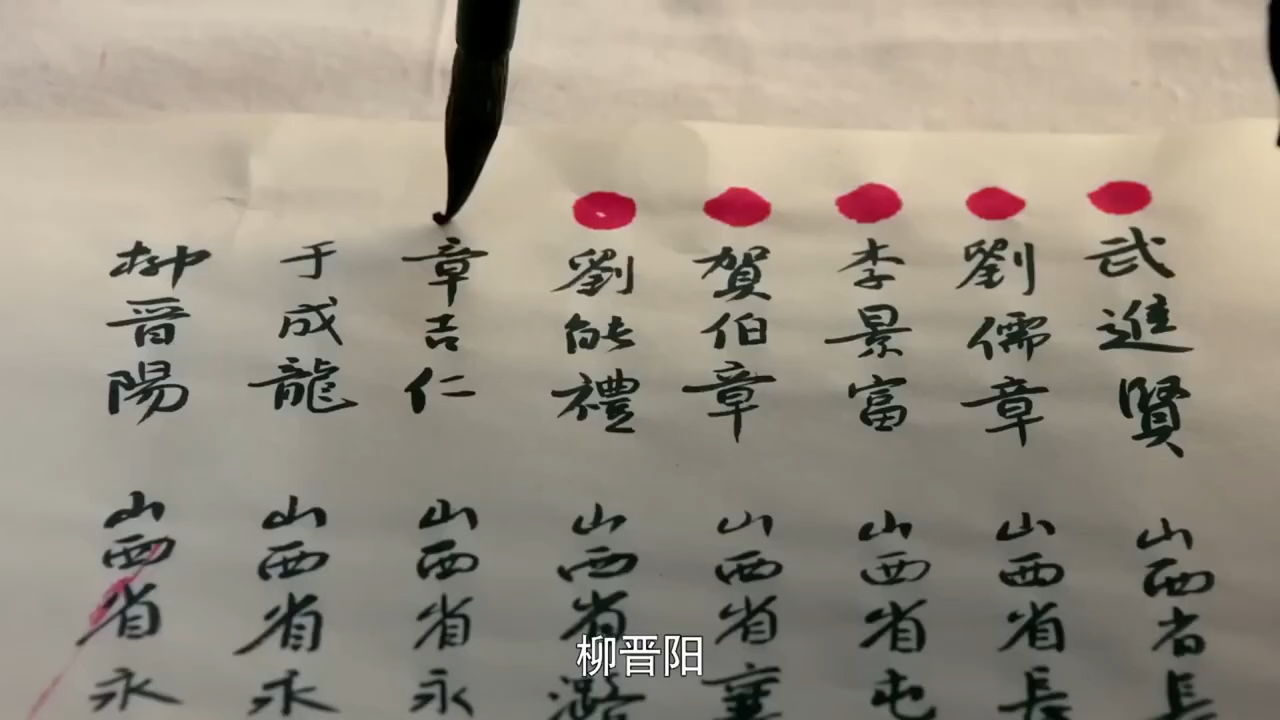 武進賢 山西省長
劉儒章 山西省長
李景富 山西省屯
賀伯章 山西省襄
劉能禮 山西省潞
章吉仁 山西省永
于成龍 山西省永
柳晉陽 山西省永
柳晋阳